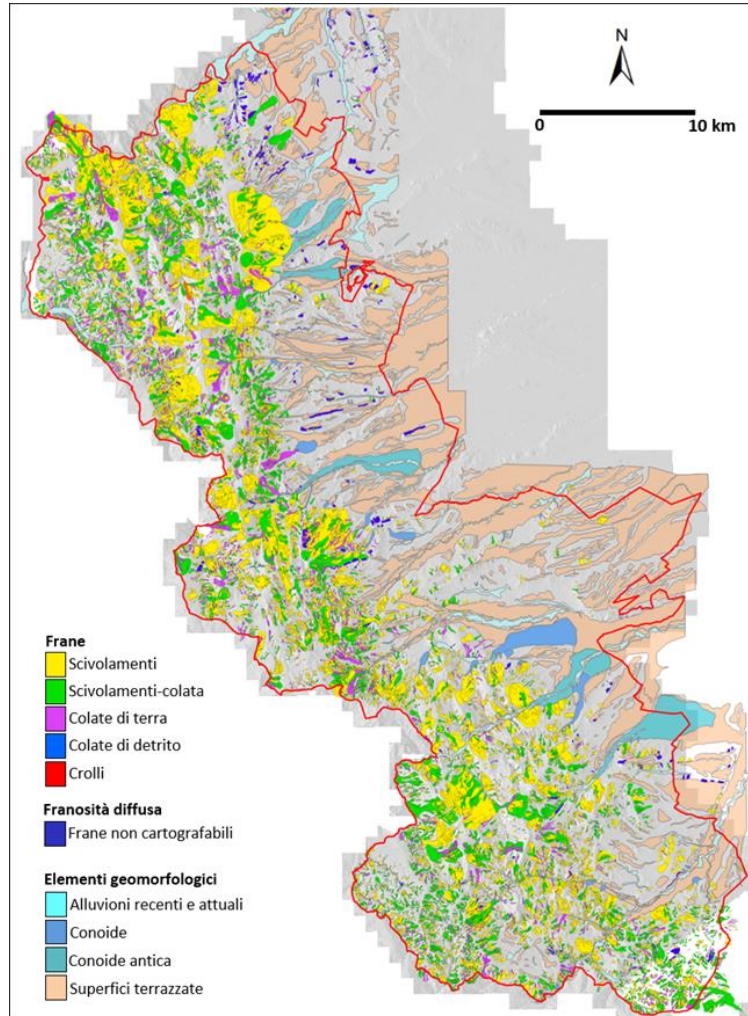 N
0
10 km
Frane
Scivolamenti
Scivolamenti-colata
Colate di terra
Colate di detrito
Crolli
Franosità diffusa
Frane non cartografabili
Elementi geomorfologici
Alluvioni recenti e attuali
Conoide
Conoide antica
Superfici terrazzate